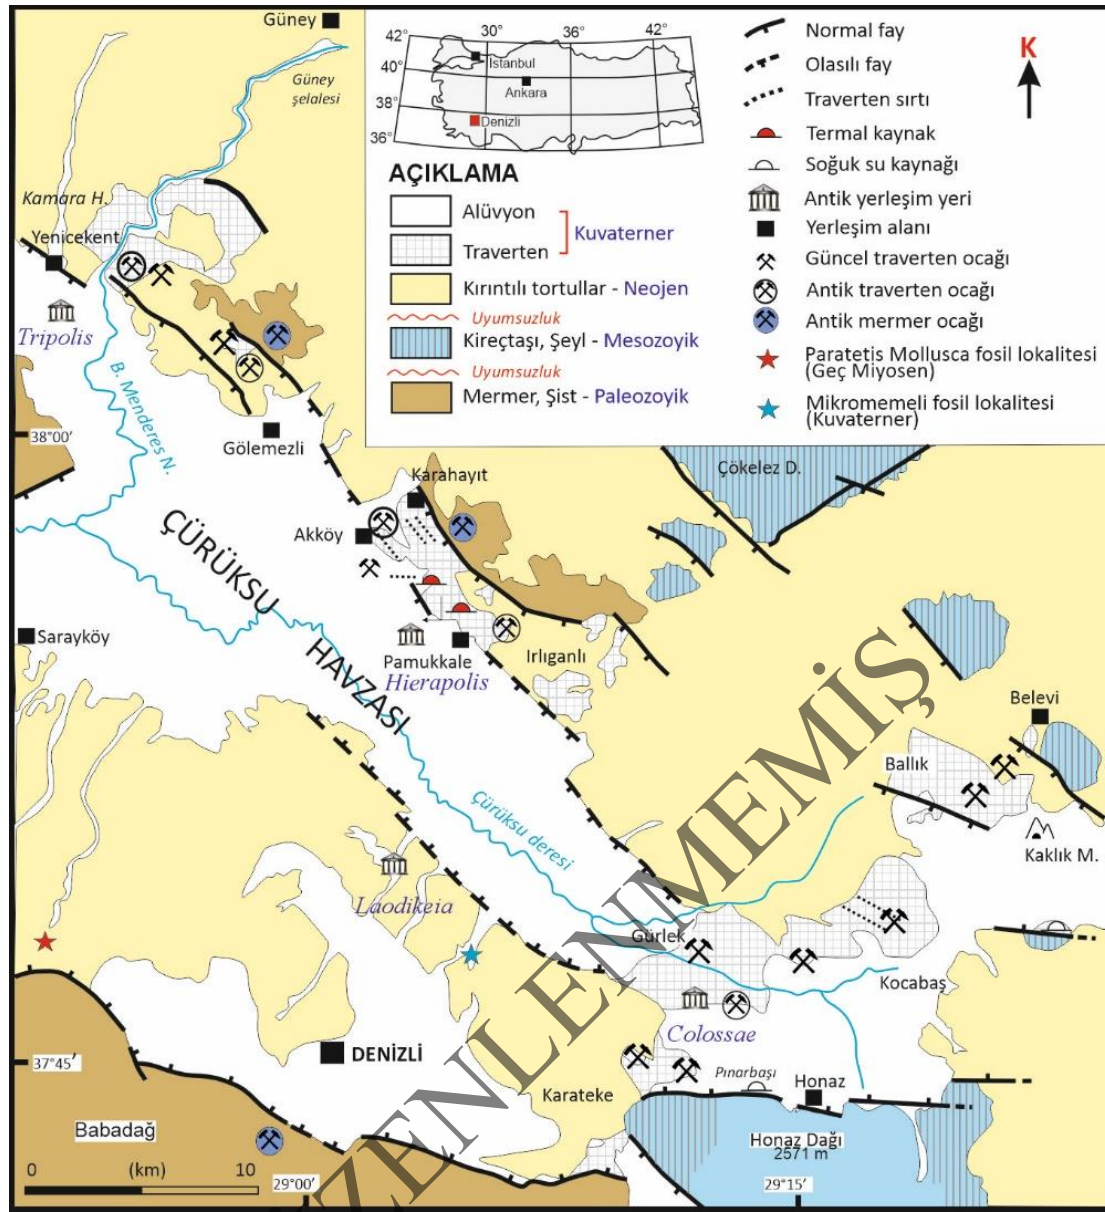 Güney
Güney
şelalesi
Kamara H.
Yenicekent
Tripolis
B. Menderes N.
38°00′
Gölemezli
42°
40°
38°
36°
30°
36°
42°
İstanbul
Ankara
Denizli
AÇIKLAMA
Alüvyon
Traverten
Kuvaterner
Kırıntılı tortullar - Neojen
Uyumsuzluk
Kireçtaşı, Şeyl - Mesozoyik
Uyumsuzluk
Mermer, Şist - Paleozoyik
Normal fay
Olasılı fay
Traverten sırtı
Termal kaynak
Soğuk su kaynağı
Antik yerleşim yeri
Yerleşim alanı
Güncel traverten ocağı
Antik traverten ocağı
Antik mermer ocağı
Paratetis Mollusca fosil lokalitesi
(Geç Miyosen)
Mikromemeli fosil lokalitesi
(Kuvaterner)
K
Çökelez D.
Karahayıt
Akköy
ÇÜRÜKSU
HAVZASI
Sarayköy
Pamukkale
Hierapolis
Irlıganlı
Belevi
Ballık
Kaklık M.
Çürüksu deresi
Laodikeia
Gürlek
Kocabaş
Colossae
37°45′
DENİZLİ
Karateke
Pınarbaşı
Honaz
Honaz Dağı
2571 m
Babadağ
0 (km) 10
29°00′
29°15′
ZENLENMEMİŞ